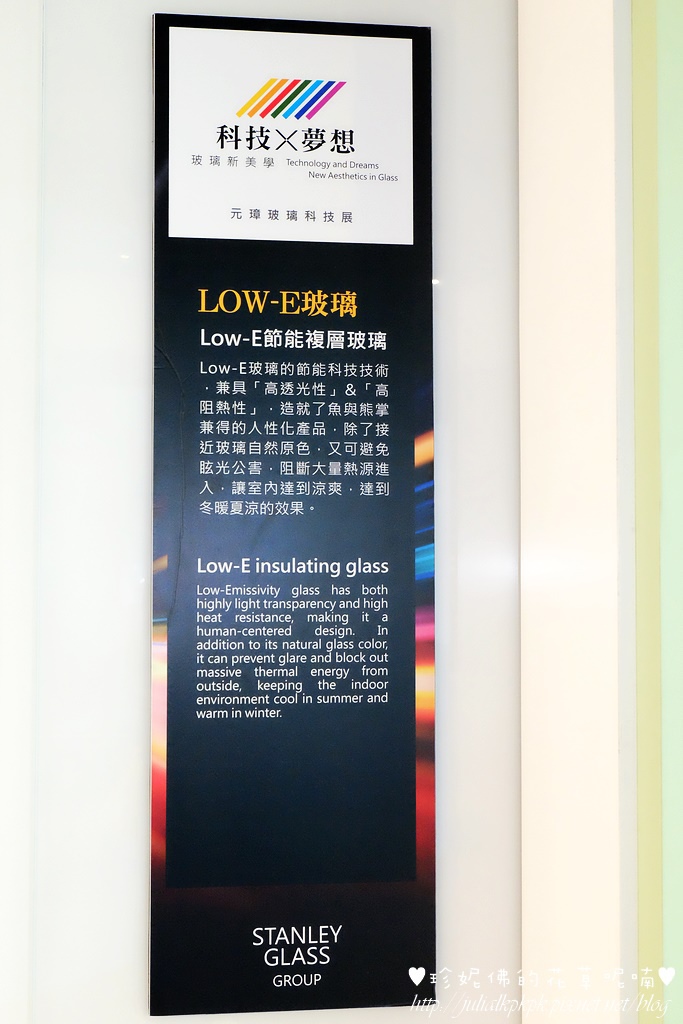 科技×夢想
玻璃新美學 Technology and Dreams
New Aesthetics in Glass
元璋玻璃科技展
LOW-E玻璃
Low-E節能複層玻璃
Low-E玻璃的節能科技技術
，兼具「高透光性」&「高
阻熱性」，造就了魚與熊掌
兼得的人性化產品，除了接
近玻璃自然原色，又可避免
眩光公害，阻斷大量熱源進
入，讓室內達到涼爽，達到
冬暖夏涼的效果。
Low-E insulating glass
Low-Emissivity glass has both
highly light transparency and high
heat resistance, making it a
human-centered design. In
addition to its natural glass color,
it can prevent glare and block out
massive thermal energy from
outside, keeping the indoor
environment cool in summer and
warm in winter.
STANLEY
GLASS
GROUP
♥珍妮佛的花蔓呢喃♥